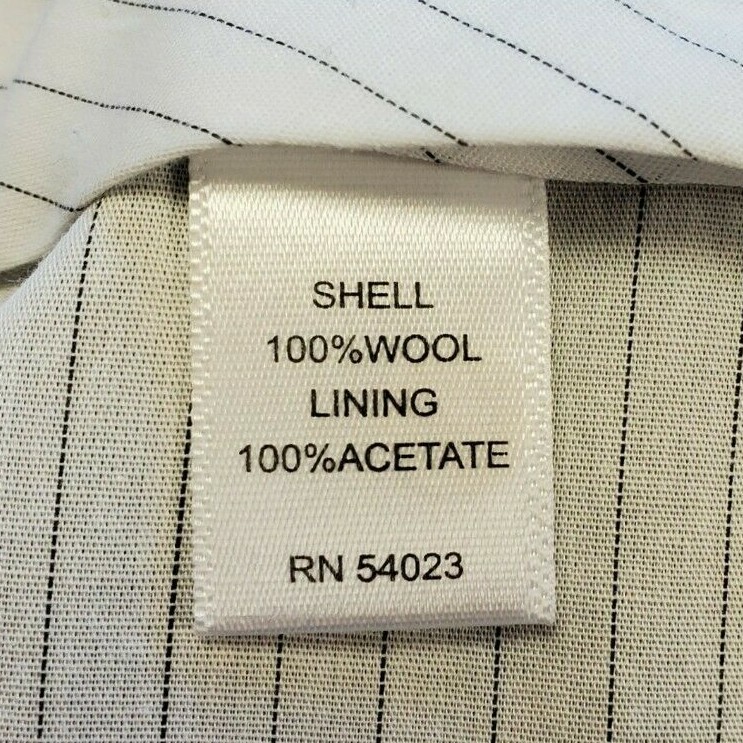 SHELL
100%WOOL
LINING
100%ACETATE
RN 54023